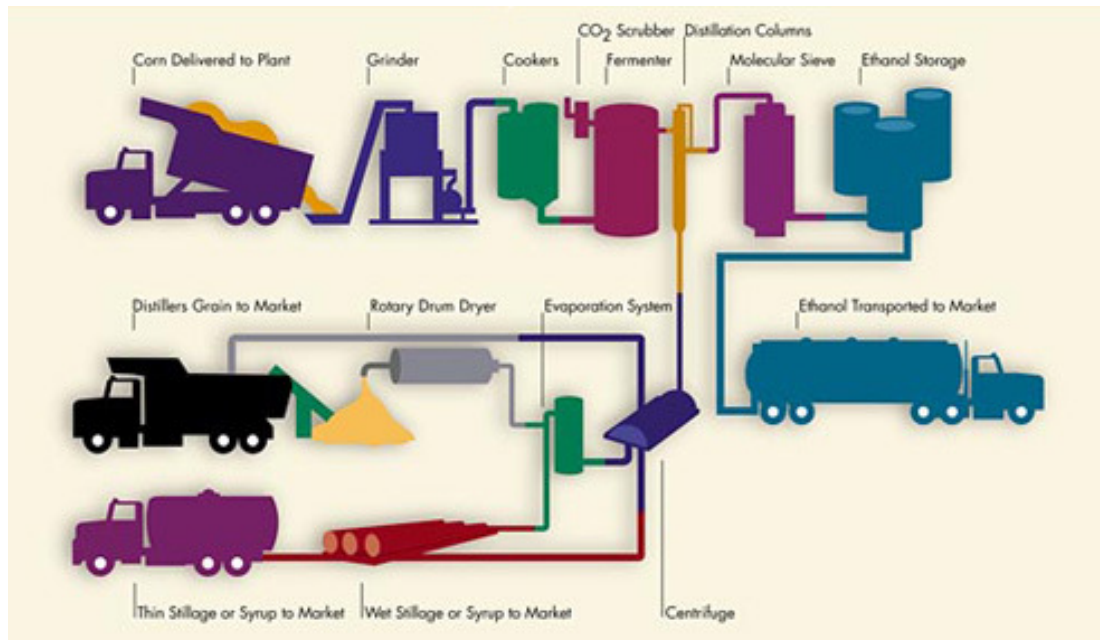 CO2 Scrubber
Distillation Columns
Corn Delivered to Plant
Grinder
Cookers
Fermenter
Molecular Sieve
Ethanol Storage
Distillers Grain to Market
Rotary Drum Dryer
Evaporation System
Ethanol Transported to Market
Thin Stillage or Syrup to Market
Wet Stillage or Syrup to Market
Centrifuge